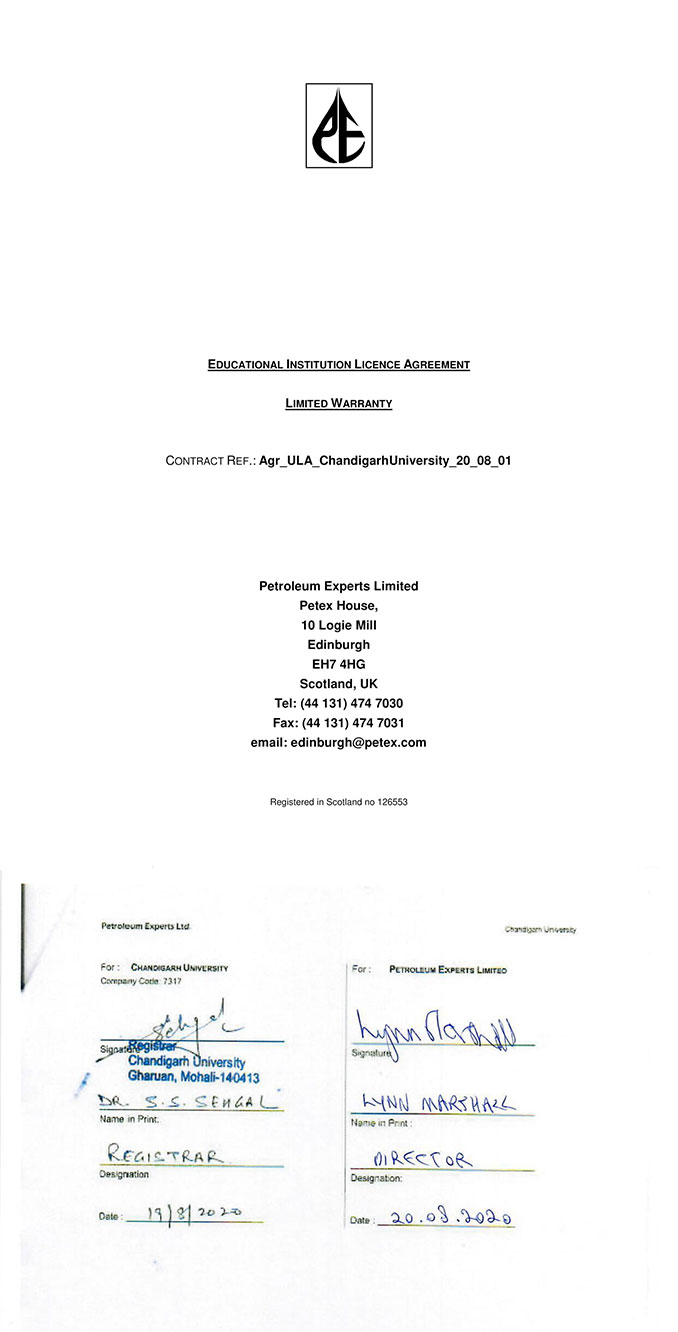 PE
EDUCATIONAL INSTITUTION LICENCE AGREEMENT
LIMITED WARRANTY
CONTRACT REF.: Agr_ULA_ChandigarhUniversity_20_08_01
Petroleum Experts Limited
Petex House,
10 Logie Mill
Edinburgh
EH7 4HG
Scotland, UK
Tel: (44 131) 474 7030
Fax: (44 131) 474 7031
email: edinburgh@petex.com
Registered in Scotland no 126553
Petroleum Experts Ltd.
Chandigarh University
For : CHANDIGARH UNIVERSITY
Company Code: 7317
Sehgal
Signature
Registrar
Chandigarh University
Gharuan, Mohali-140413
DR. S.S. SEHGAL
Name in Print:
REGISTRAR
Designation
Date : 19/8/2020
For : PETROLEUM EXPERTS LIMITED
Lynn Marshall
Signature
LYNN MARSHALL
Name in Print :
DIRECTOR
Designation:
Date : 20.08.2020